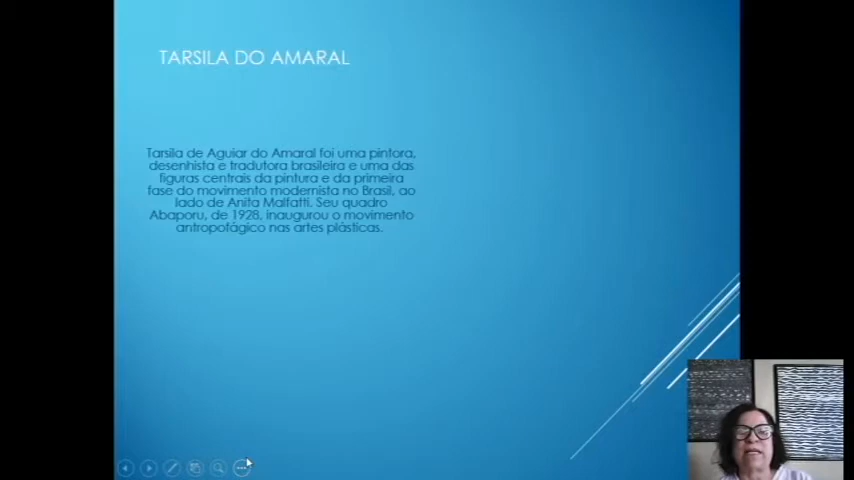 TARSILA DO AMARAL
Tarsila de Aguiar do Amaral foi uma pintora,
desenhista e tradutora brasileira e uma das
figuras centrais da pintura e da primeira
fase do movimento modernista no Brasil, ao
lado de Anita Malfatti. Seu quadro
Abaporu, de 1928, inaugurou o movimento
antropofágico nas artes plásticas.